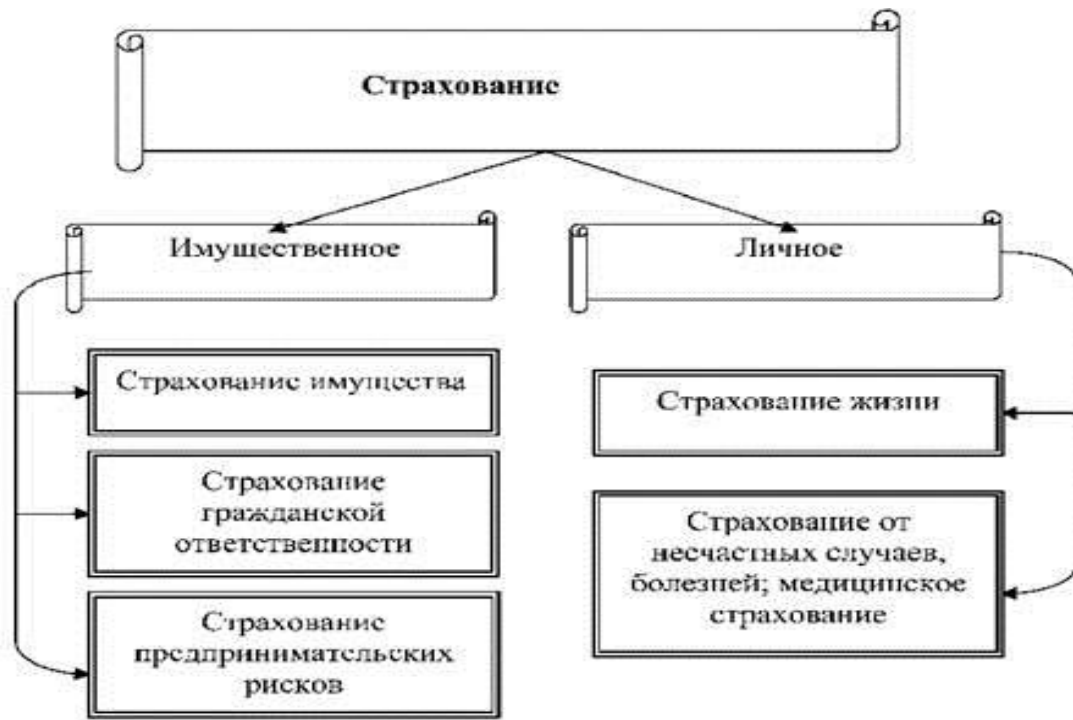 Страхование
Имущественное
Личное
Страхование имущества
Страхование
гражданской
ответственности
Страхование
предпринимательских
рисков
Страхование жизни
Страхование от
несчастных случаев,
болезней; медицинское
страхование